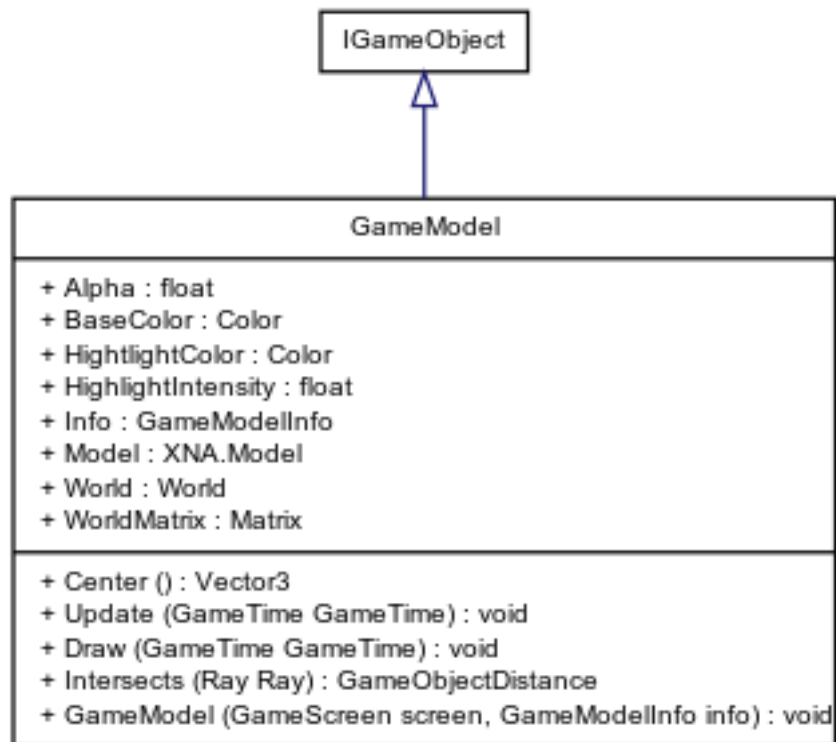 IGameObject
GameModel
+ Alpha : float
+ BaseColor : Color
+ HightlightColor : Color
+ HighlightIntensity : float
+ Info : GameModelInfo
+ Model : XNA.Model
+ World : World
+ WorldMatrix : Matrix
+ Center () : Vector3
+ Update (GameTime GameTime) : void
+ Draw (GameTime GameTime) : void
+ Intersects (Ray Ray) : GameObjectDistance
+ GameModel (GameScreen screen, GameModelInfo info) : void